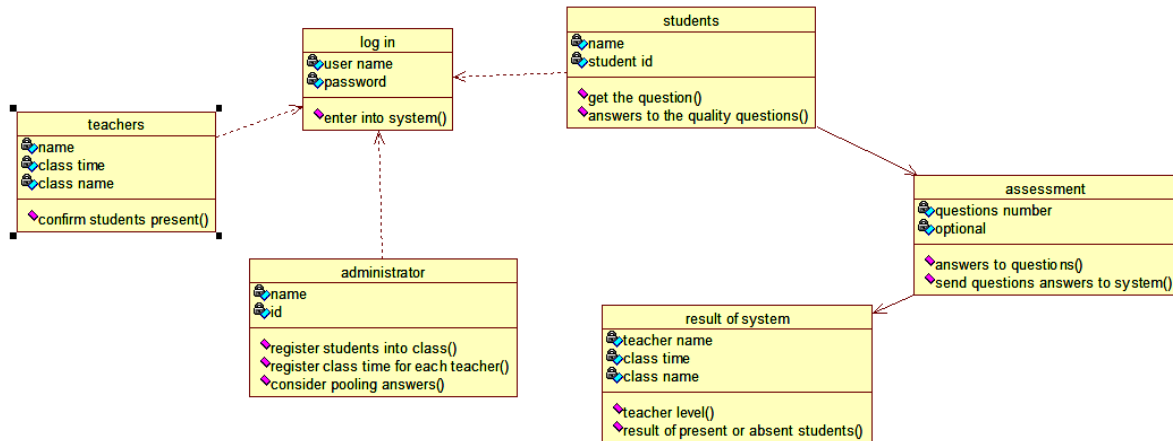 students
name
student id
get the question()
answers to the quality questions()
log in
user name
password
enter into system()
teachers
name
class time
class name
confirm students present()
assessment
questions number
optional
answers to questions()
send questions answers to system()
administrator
name
id
register students into class()
register class time for each teacher()
consider pooling answers()
result of system
teacher name
class time
class name
teacher level()
result of present or absent students()